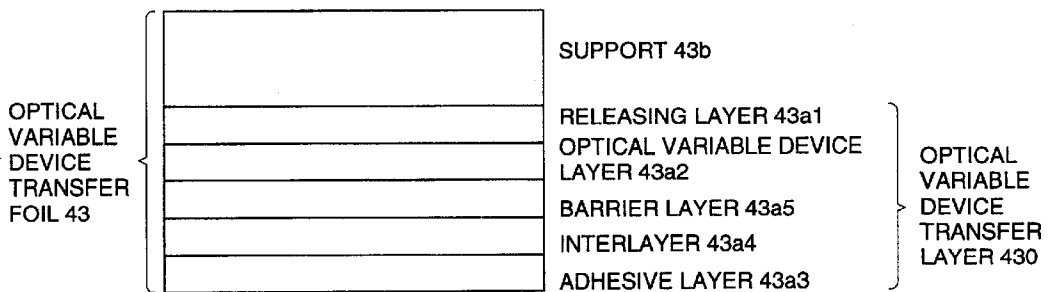 OPTICAL
VARIABLE
DEVICE
TRANSFER
FOIL 43
SUPPORT 43b
RELEASING LAYER 43a1
OPTICAL VARIABLE DEVICE
LAYER 43a2
BARRIER LAYER 43a5
INTERLAYER 43a4
ADHESIVE LAYER 43a3
OPTICAL
VARIABLE
DEVICE
TRANSFER
LAYER 430